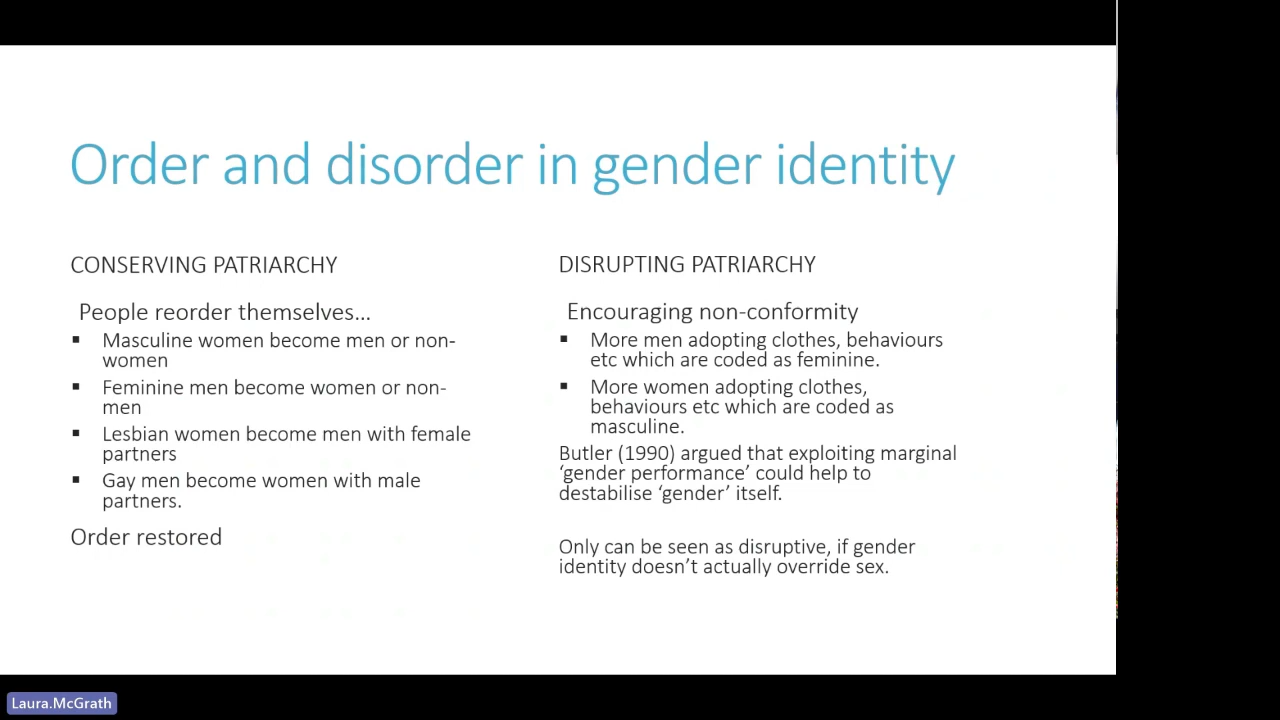 Order and disorder in gender identity
CONSERVING PATRIARCHY
People reorder themselves…
▪ Masculine women become men or non-
women
▪ Feminine men become women or non-
men
▪ Lesbian women become men with female
partners
▪ Gay men become women with male
partners.
Order restored
DISRUPTING PATRIARCHY
Encouraging non-conformity
▪ More men adopting clothes, behaviours
etc which are coded as feminine.
▪ More women adopting clothes,
behaviours etc which are coded as
masculine.
Butler (1990) argued that exploiting marginal
‘gender performance’ could help to
destabilise ‘gender’ itself.
Only can be seen as disruptive, if gender
identity doesn’t actually override sex.
Laura.McGrath